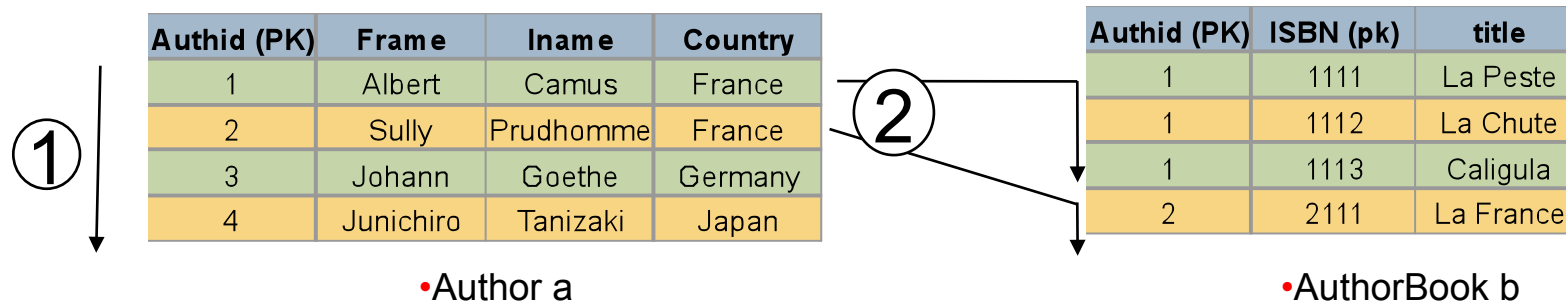 Authid (PK) Frame Iname Country
1 Albert Camus France
2 Sully Prudhomme France
3 Johann Goethe Germany
4 Junichiro Tanizaki Japan
•Author a
1
2
Authid (PK) ISBN (pk) title
1 1111 La Peste
1 1112 La Chute
1 1113 Caligula
2 2111 La France
•AuthorBook b